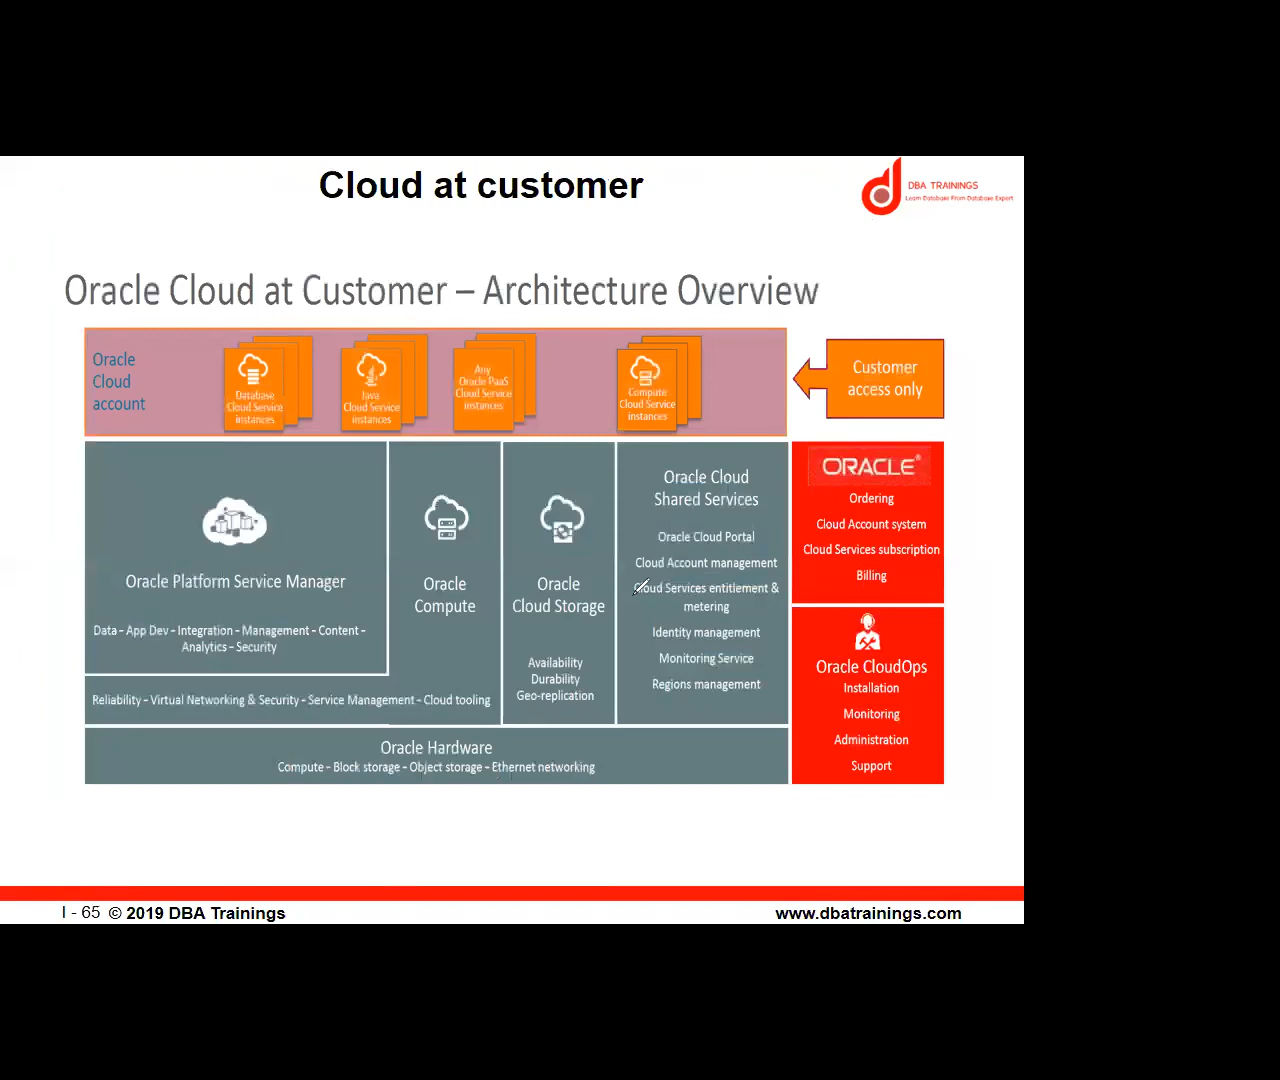 Cloud at customer
DBA TRAININGS
Learn Database From Database Expert
Oracle Cloud at Customer – Architecture Overview
Oracle
Cloud
account
Database
Cloud Service
instances
Java
Cloud Service
instances
Any
Oracle PaaS
Cloud Service
instances
Compute
Cloud Service
instances
Customer
access only
Oracle Platform Service Manager
Data – App Dev – Integration – Management – Content –
Analytics – Security
Oracle
Compute
Reliability – Virtual Networking & Security – Service Management – Cloud tooling
Oracle
Cloud Storage
Availability
Durability
Geo-replication
Oracle Cloud
Shared Services
Oracle Cloud Portal
Cloud Account management
Cloud Services entitlement &
metering
Identity management
Monitoring Service
Regions management
ORACLE®
Ordering
Cloud Account system
Cloud Services subscription
Billing
Oracle CloudOps
Installation
Monitoring
Administration
Support
Oracle Hardware
Compute – Block storage – Object storage – Ethernet networking
I - 65 © 2019 DBA Trainings
www.dbatrainings.com